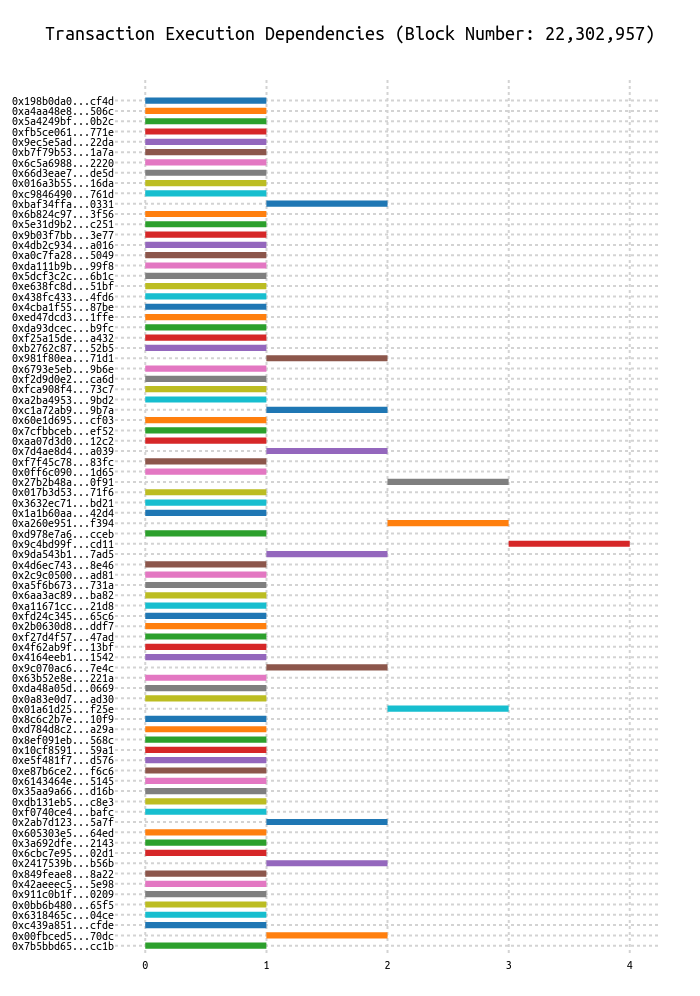 Transaction Execution Dependencies (Block Number: 22,302,957)
0x198b0da0...cf4d
0xa4aa48e8...506c
0x5a4249bf...0b2c
0xfb5ce061...771e
0x9ec5e5ad...22da
0xb7f79b53...1a7a
0x6c5a6988...2220
0x66d3eae7...de5d
0x016a3b55...16da
0xc9846490...761d
0xbaf34ffa...0331
0x6b824c97...3f56
0x5e31d9b2...c251
0x9b03f7bb...3e77
0x4db2c934...a016
0xa0c7fa28...5049
0xda111b9b...99f8
0x5dcf3c2c...6b1c
0xe638fc8d...51bf
0x438fc433...4fd6
0x4cba1f55...87be
0xed47dcd3...1ffe
0xda93dcec...b9fc
0xf25a15de...a432
0xb2762c87...52b5
0x981f80ea...71d1
0x6793e5eb...9b6e
0xf2d9d0e2...ca6d
0xfca908f4...73c7
0xa2ba4953...9bd2
0xc1a72ab9...9b7a
0x60e1d695...cf03
0x7cfbbceb...ef52
0xaa07d3d0...12c2
0x7d4ae8d4...a039
0xf7f45c78...83fc
0x0ff6c090...1d65
0x27b2b48a...0f91
0x017b3d53...71f6
0x3632ec71...bd21
0x1a1b60aa...42d4
0xa260e951...f394
0xd978e7a6...cceb
0x9c4bd99f...cd11
0x9da543b1...7ad5
0x4d6ec743...8e46
0x2c9c0500...ad81
0xa5f6b673...731a
0x6aa3ac89...ba82
0xa11671cc...21d8
0xfd24c345...65c6
0x2b0630d8...ddf7
0xf27d4f57...47ad
0x4f62ab9f...13bf
0x4164eeb1...1542
0x9c070ac6...7e4c
0x63b52e8e...221a
0xda48a05d...0669
0x0a83e0d7...ad30
0x01a61d25...f25e
0x8c6c2b7e...10f9
0xd784d8c2...a29a
0x8ef091eb...568c
0x10cf8591...59a1
0xe5f481f7...d576
0xe87b6ce2...f6c6
0x6143464e...5145
0x35aa9a66...d16b
0xdb131eb5...c8e3
0xf0740ce4...bafc
0x2ab7d123...5a7f
0x605303e5...64ed
0x3a692dfe...2143
0x6cbc7e95...02d1
0x2417539b...b56b
0x849feae8...8a22
0x42aeeec5...5e98
0x911c0b1f...0209
0x0bb6b480...65f5
0x6318465c...04ce
0xc439a851...cfde
0x00fbced5...70dc
0x7b5bbd65...cc1b
0 1 2 3 4